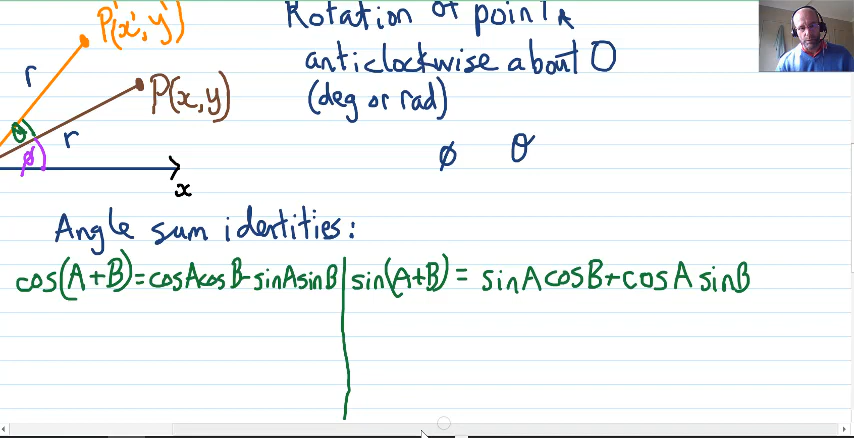 P(x', y')
Rotation of point A
anticlockwise about O
(deg or rad)
r
P(x, y)
θ
r
φ
φ θ
x
Angle sum identities:
cos(A+B)=cosAcosB-sinAsinB
sin(A+B) = sinAcosB+cosAsinB